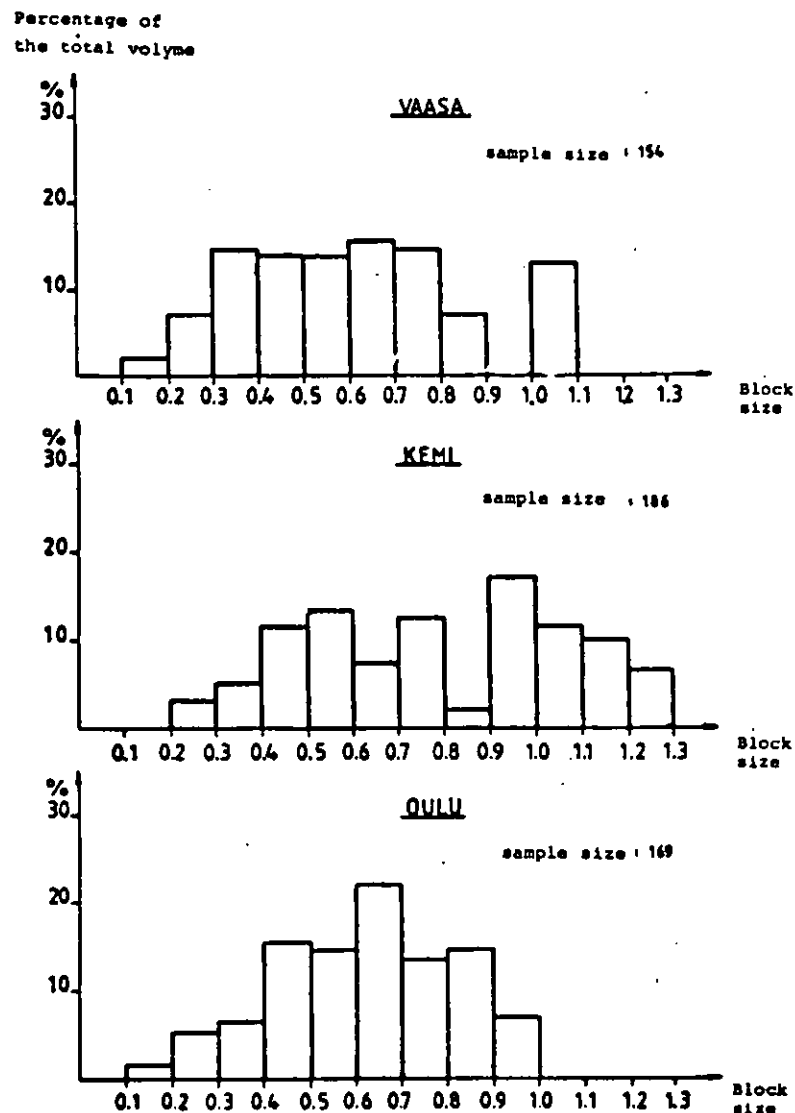 Percentage of
the total volyme
%
30
VAASA
sample size : 154
20
10
0.1 0.2 0.3 0.4 0.5 0.6 0.7 0.8 0.9 1.0 1.1 1.2 1.3
Block
size
%
30
KEMI
sample size : 186
20
10
0.1 0.2 0.3 0.4 0.5 0.6 0.7 0.8 0.9 1.0 1.1 1.2 1.3
Block
size
%
30
OULU
sample size : 169
20
10
0.1 0.2 0.3 0.4 0.5 0.6 0.7 0.8 0.9 1.0 1.1 1.2 1.3
Block
size